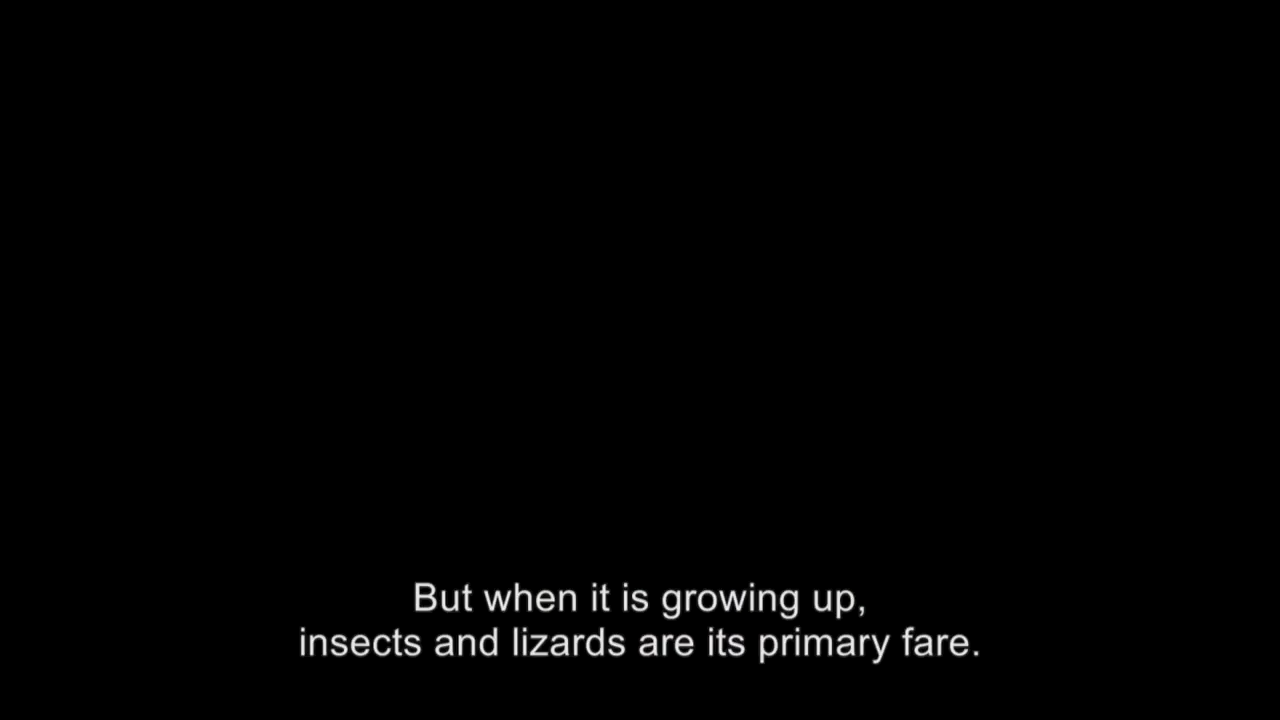 But when it is growing up,
insects and lizards are its primary fare.